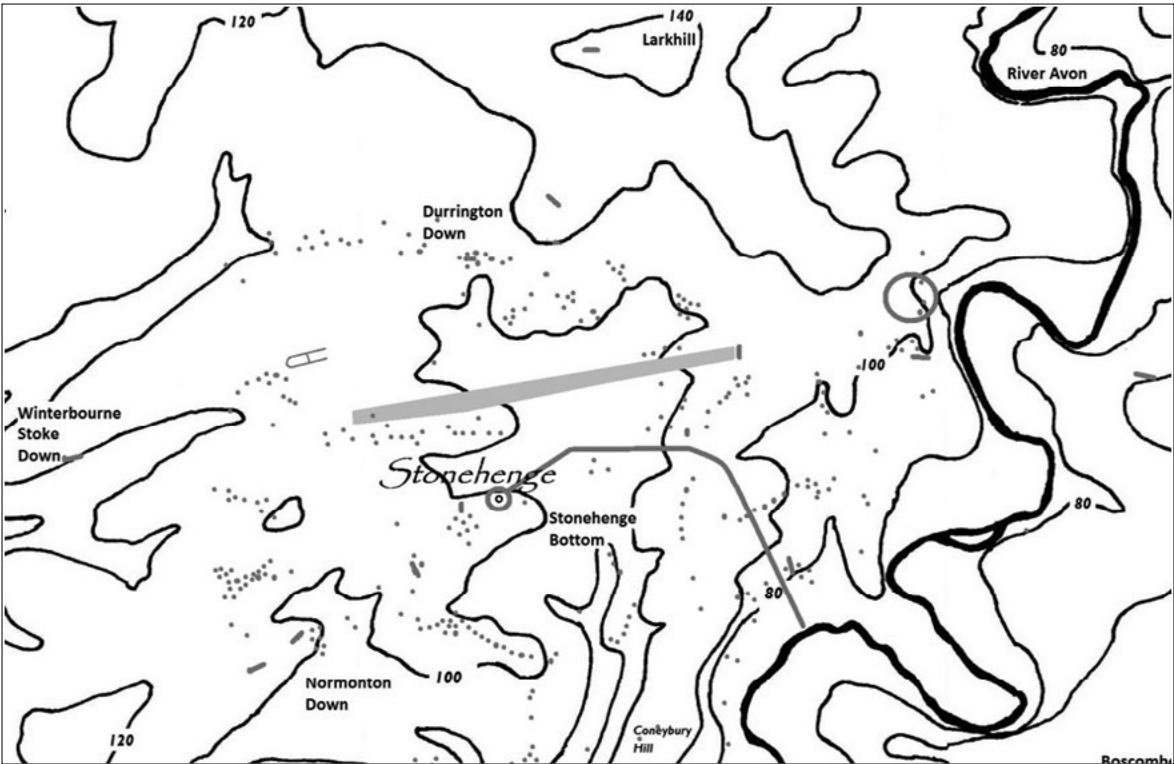 120
140
Larkhill
80
River Avon
Durrington
Down
100
Winterbourne
Stoke
Down
Stonehenge
Stonehenge
Bottom
80
80
100
Normonton
Down
Coneybury
Hill
120
Boscomb